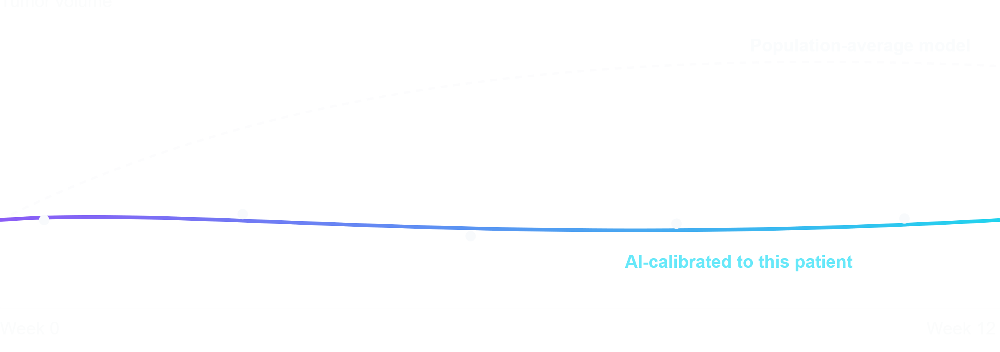 Tumor volume
Population-average model
AI-calibrated to this patient
Week 0
Week 12